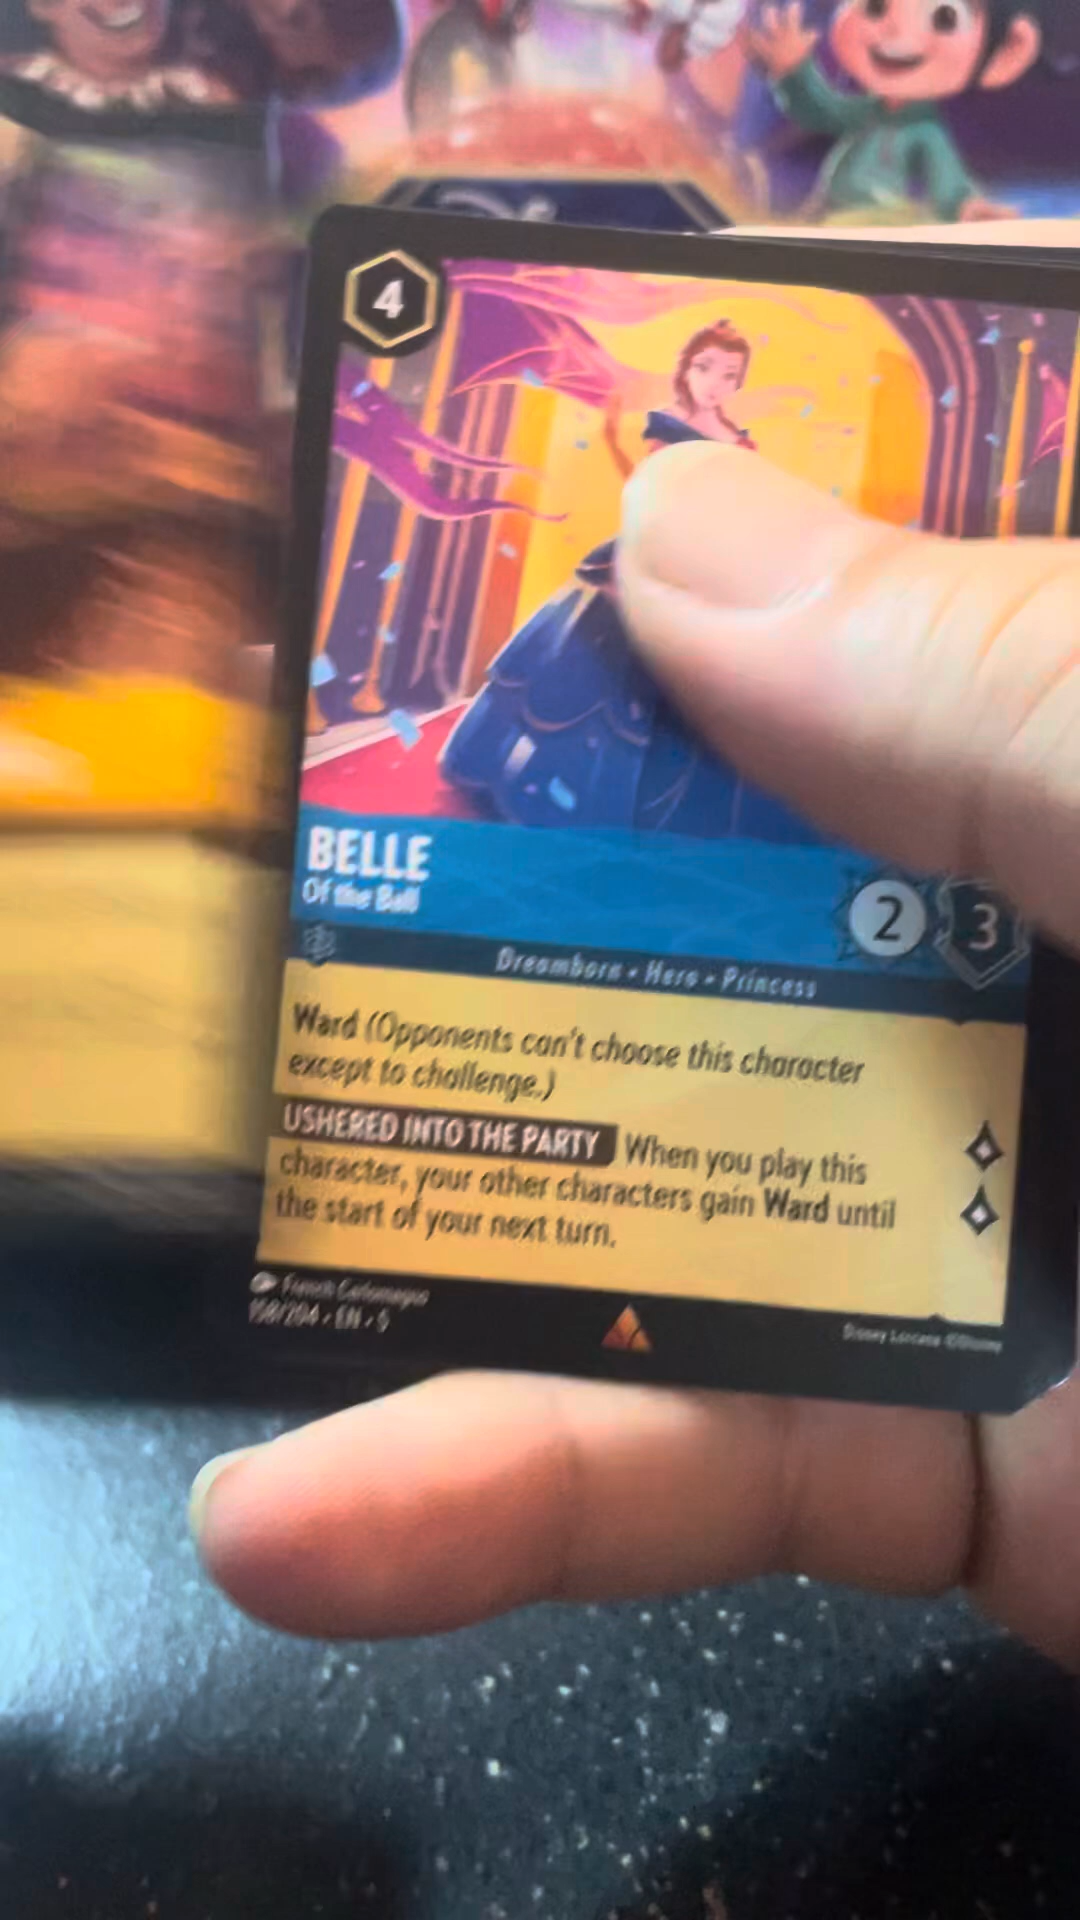 4
BELLE
Of the Ball
2 3
Dreamborn • Hero • Princess
Ward (Opponents can't choose this character
except to challenge.)
USHERED INTO THE PARTY When you play this
character, your other characters gain Ward until
the start of your next turn.
158/204 • EN • 5
Disney Lorcana ©Disney